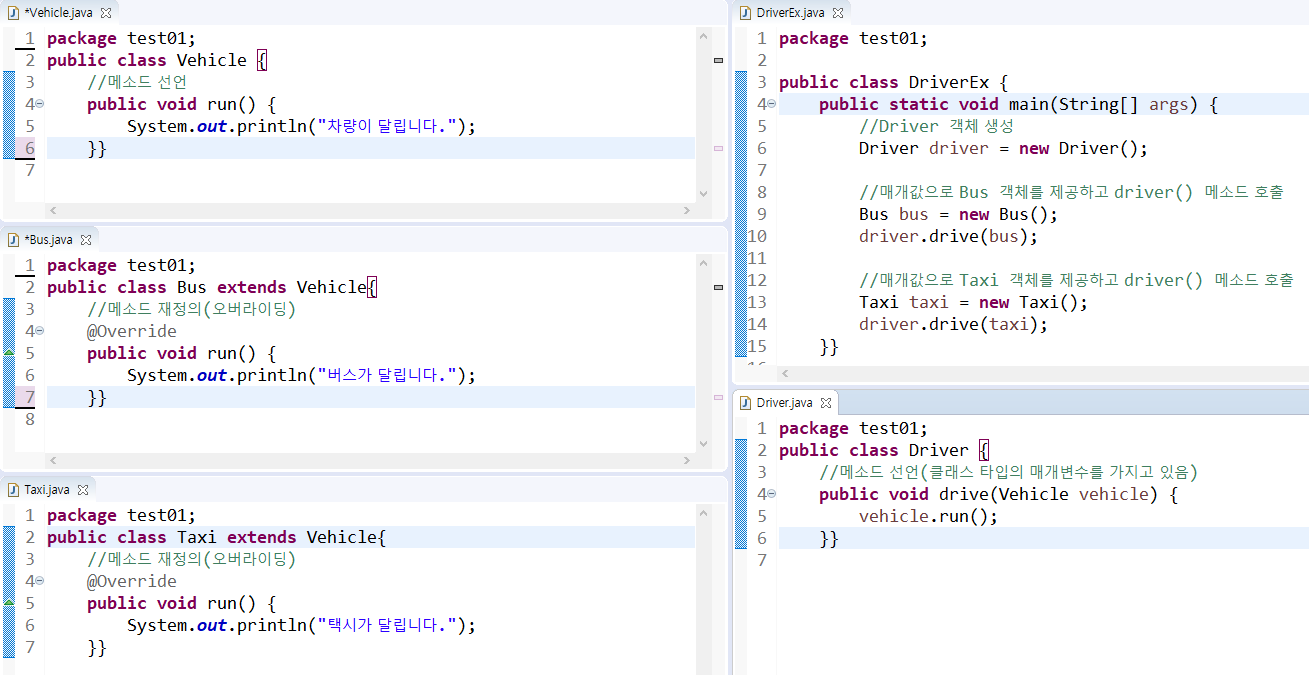 *Vehicle.java
1 package test01;
2 public class Vehicle {
3 //메소드 선언
4 public void run() {
5 System.out.println("차량이 달립니다.");
6 }}
7
*Bus.java
1 package test01;
2 public class Bus extends Vehicle{
3 //메소드 재정의(오버라이딩)
4 @Override
5 public void run() {
6 System.out.println("버스가 달립니다.");
7 }}
8
Taxi.java
1 package test01;
2 public class Taxi extends Vehicle{
3 //메소드 재정의(오버라이딩)
4 @Override
5 public void run() {
6 System.out.println("택시가 달립니다.");
7 }}
DriverEx.java
1 package test01;
2
3 public class DriverEx {
4 public static void main(String[] args) {
5 //Driver 객체 생성
6 Driver driver = new Driver();
7
8 //매개값으로 Bus 객체를 제공하고 driver() 메소드 호출
9 Bus bus = new Bus();
10 driver.drive(bus);
11
12 //매개값으로 Taxi 객체를 제공하고 driver() 메소드 호출
13 Taxi taxi = new Taxi();
14 driver.drive(taxi);
15 }}
Driver.java
1 package test01;
2 public class Driver {
3 //메소드 선언(클래스 타입의 매개변수를 가지고 있음)
4 public void drive(Vehicle vehicle) {
5 vehicle.run();
6 }}
7